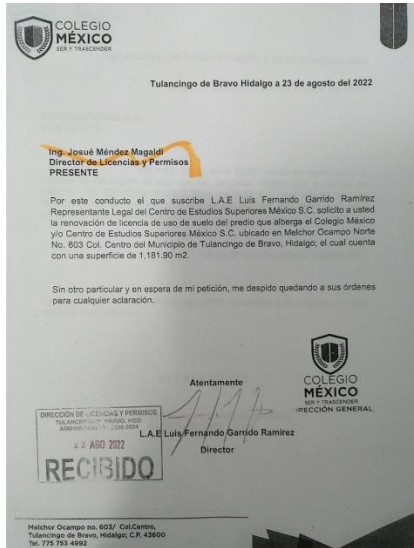 COLEGIO
MÉXICO
SER Y TRASCENDER
Tulancingo de Bravo Hidalgo a 23 de agosto del 2022
Ing. Josué Méndez Magaldi
Director de Licencias y Permisos
PRESENTE
Por este conducto el que suscribe L.A.E Luis Fernando Garrido Ramírez
Representante Legal del Centro de Estudios Superiores México S.C. solicito a usted
la renovación de licencia de uso de suelo del predio que alberga el Colegio México
y/o Centro de Estudios Superiores México S.C. ubicado en Melchor Ocampo Norte
No. 603 Col. Centro del Municipio de Tulancingo de Bravo, Hidalgo; el cual cuenta
con una superficie de 1,181.90 m2.
Sin otro particular y en espera de mi petición, me despido quedando a sus órdenes
para cualquier aclaración.
Atentamente
COLEGIO
MÉXICO
SER Y TRASCENDER
DIRECCIÓN GENERAL
DIRECCIÓN DE LICENCIAS Y PERMISOS
TULANCINGO DE BRAVO, HGO.
23 AGO 2022
RECIBIDO
L.A.E Luis Fernando Garrido Ramírez
Director
Melchor Ocampo no. 603/ Col.Centro,
Tulancingo de Bravo, Hidalgo; C.P. 43600
Tel. 775 753 4992